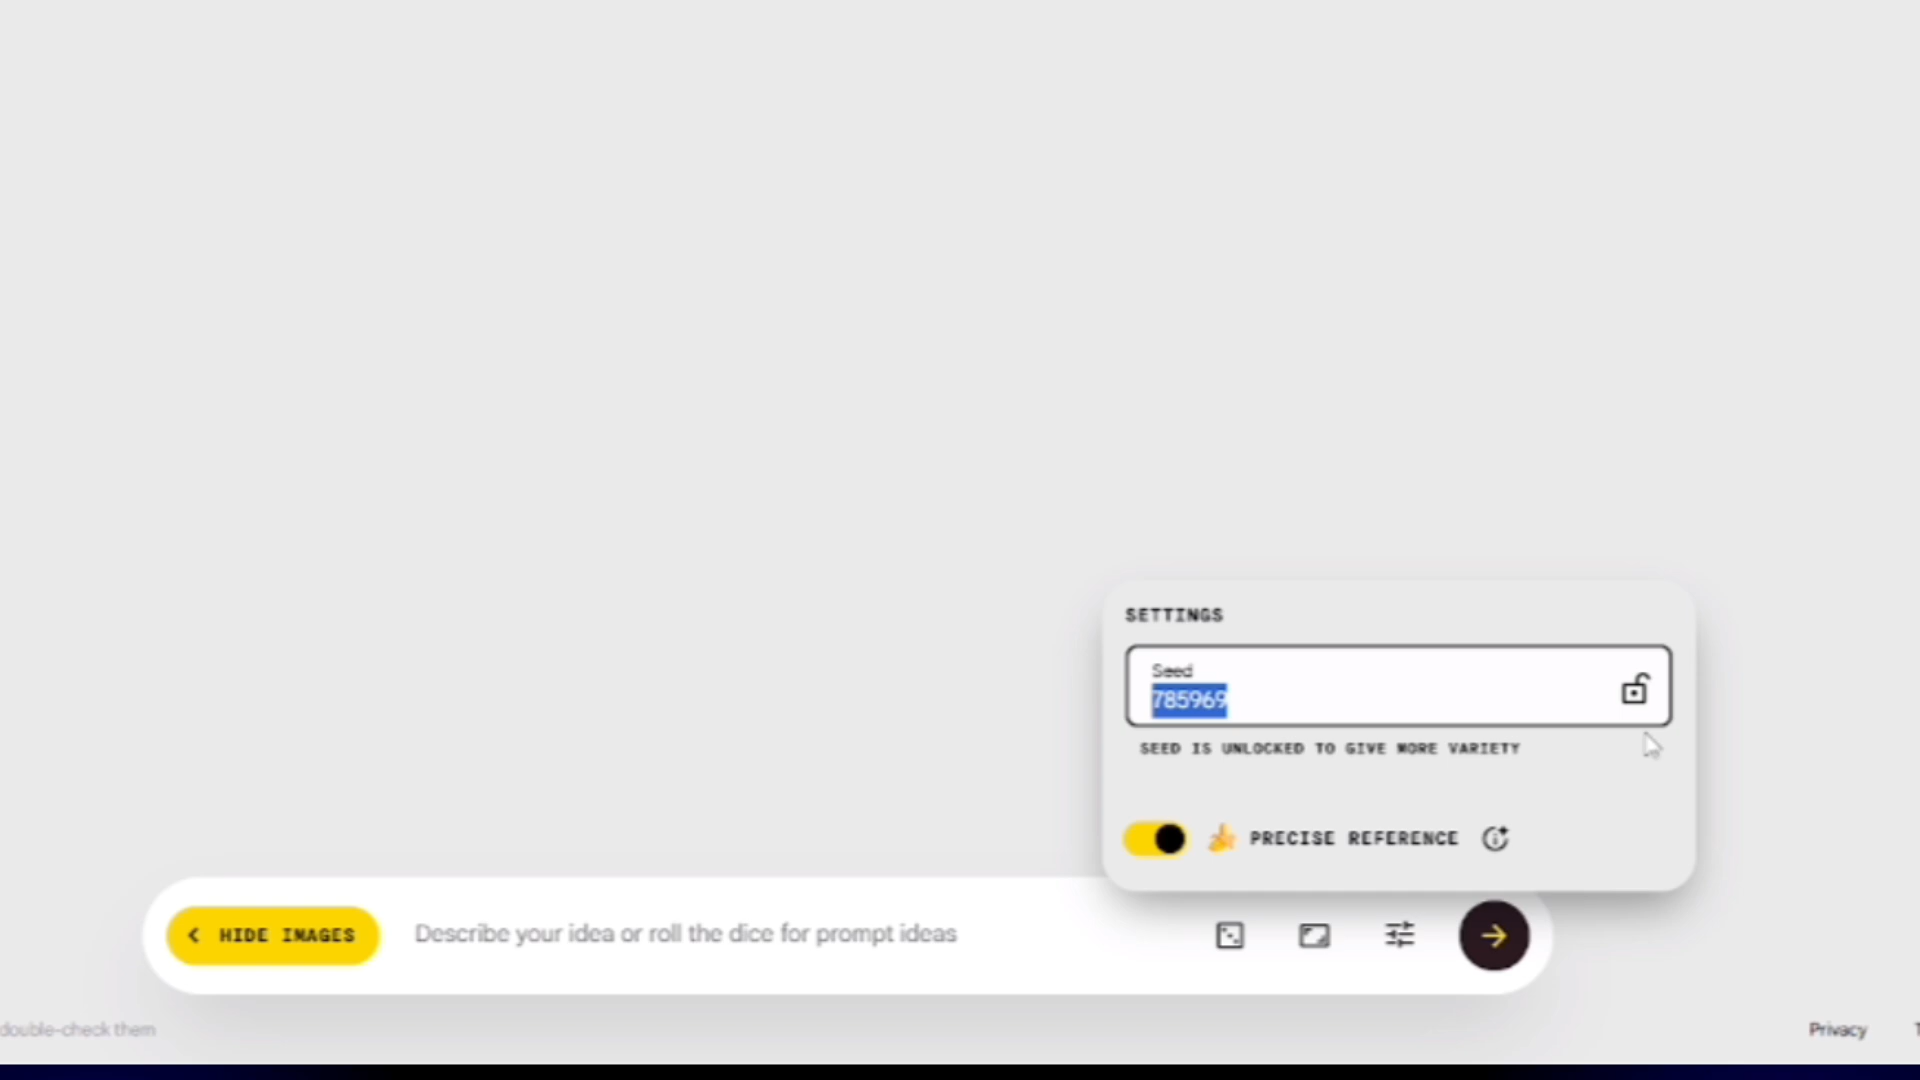 SETTINGS
Seed
785969
SEED IS UNLOCKED TO GIVE MORE VARIETY
PRECISE REFERENCE
HIDE IMAGES
Describe your idea or roll the dice for prompt ideas
double-check them
Privacy